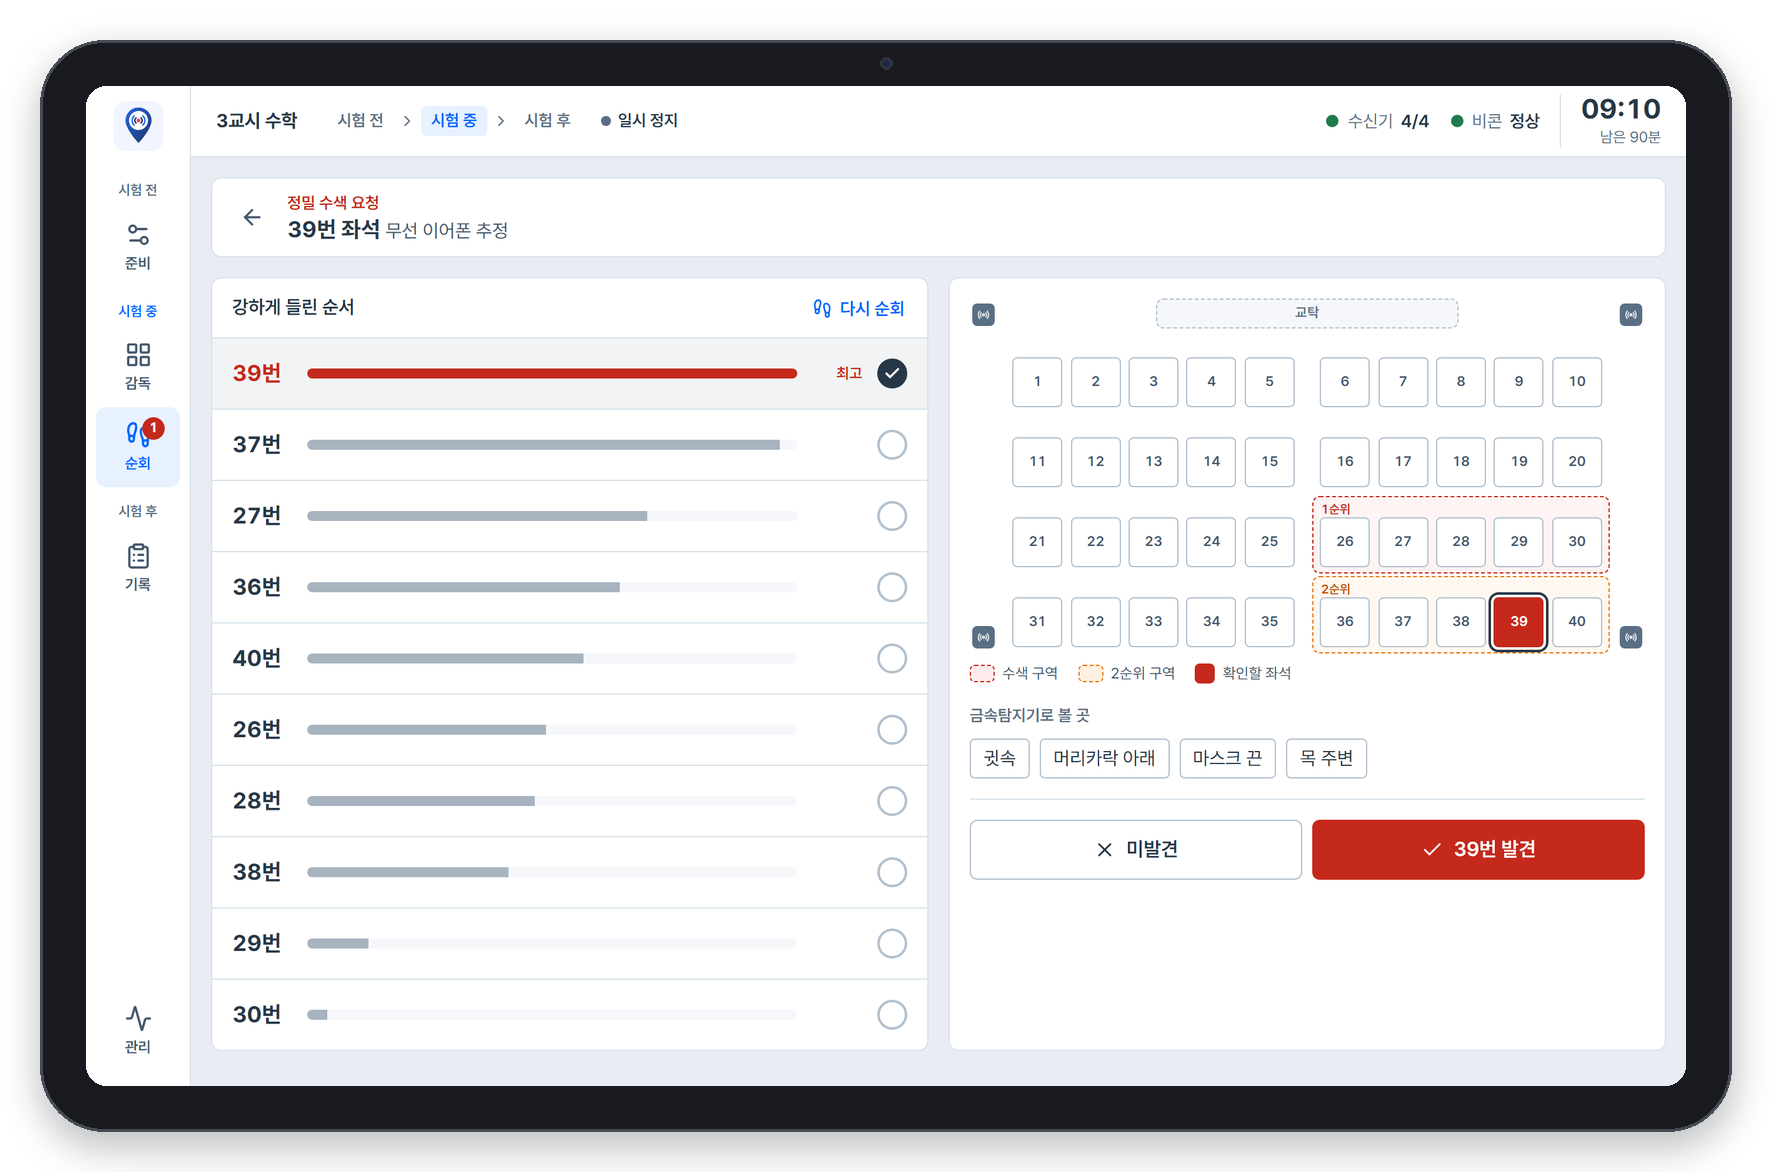 3교시 수학
시험 전 > 시험 중 > 시험 후
일시 정지
수신기 4/4
비콘 정상
09:10
남은 90분
시험 전
준비
시험 중
감독
1
순회
시험 후
기록
관리
정밀 수색 요청
39번 좌석 무선 이어폰 추정
강하게 들린 순서
다시 순회
39번 최고
37번
27번
36번
40번
26번
28번
38번
29번
30번
교탁
1 2 3 4 5 6 7 8 9 10
11 12 13 14 15 16 17 18 19 20
1순위
21 22 23 24 25 26 27 28 29 30
2순위
31 32 33 34 35 36 37 38 39 40
수색 구역 2순위 구역 확인할 좌석
금속탐지기로 볼 곳
귓속 머리카락 아래 마스크 끈 목 주변
미발견 39번 발견